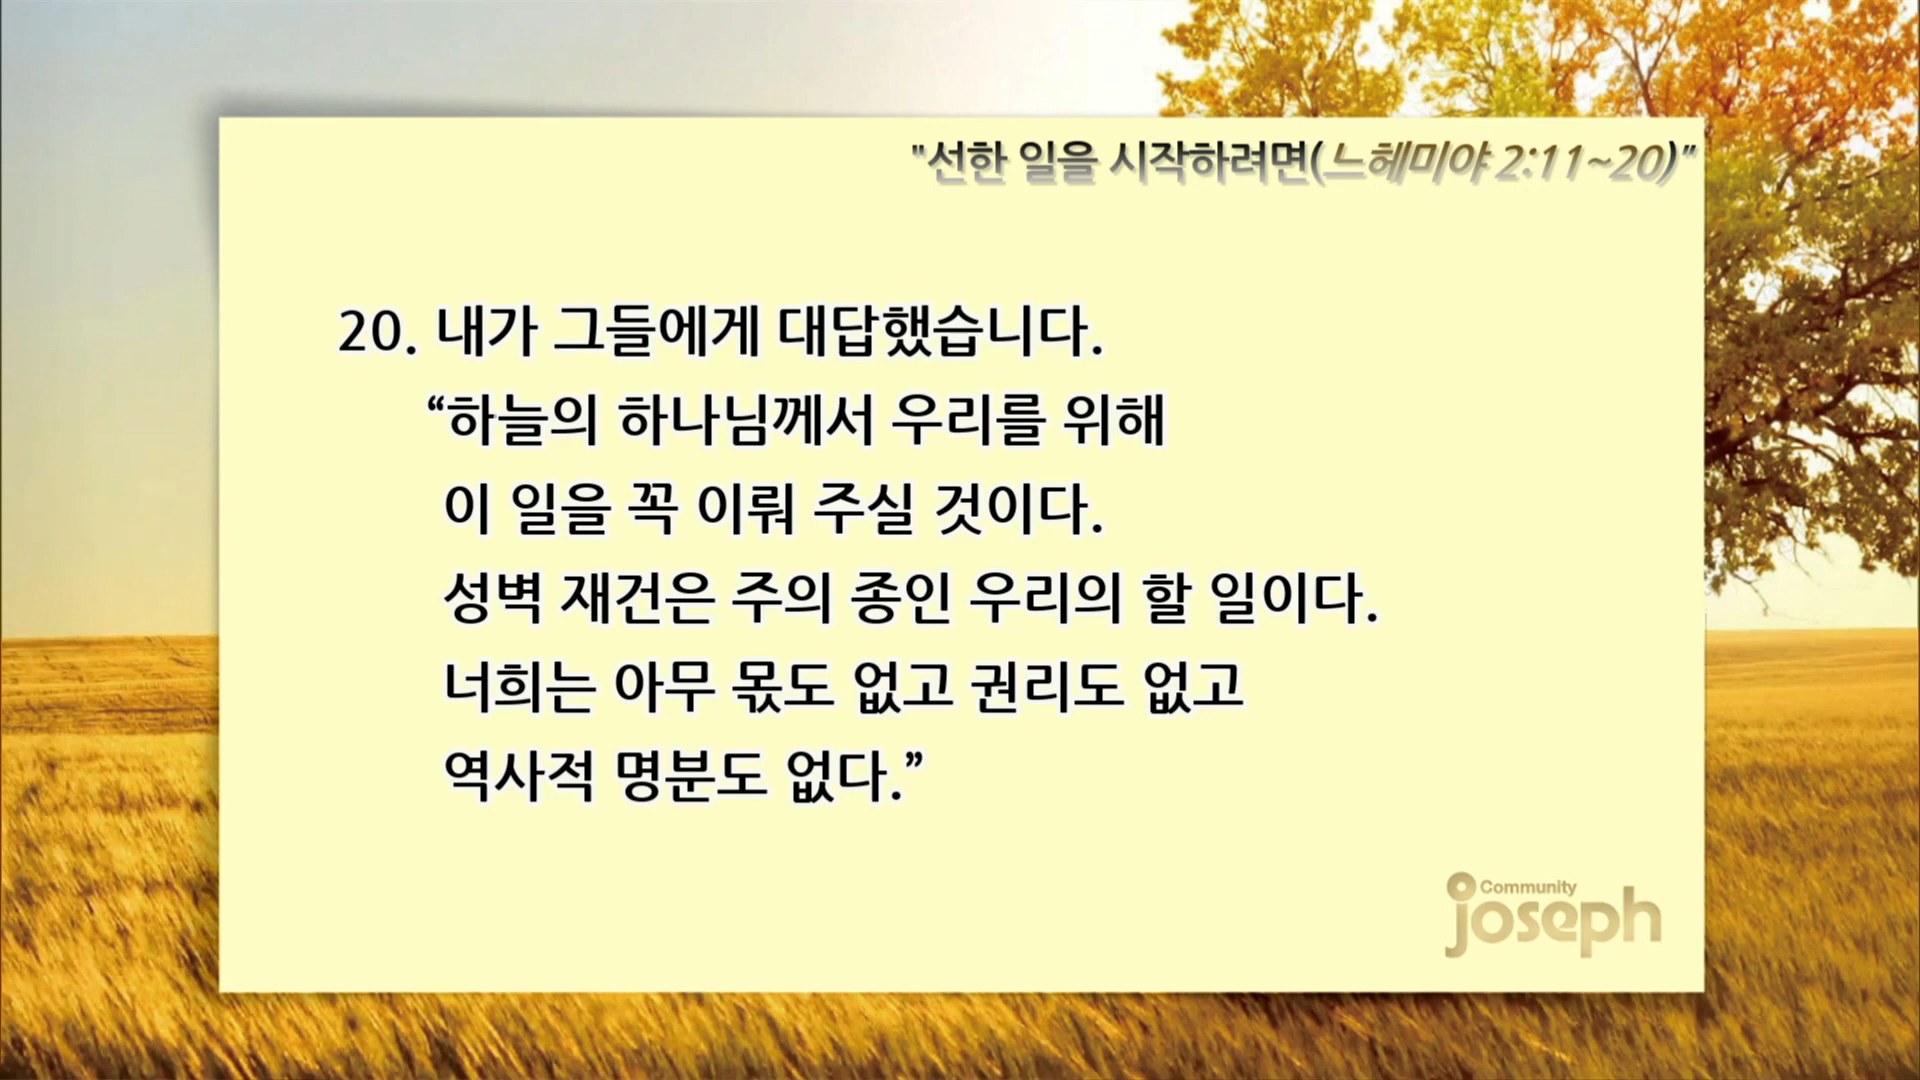 "선한 일을 시작하려면(느헤미야 2:11~20)"
20. 내가 그들에게 대답했습니다.
“하늘의 하나님께서 우리를 위해
이 일을 꼭 이뤄 주실 것이다.
성벽 재건은 주의 종인 우리의 할 일이다.
너희는 아무 몫도 없고 권리도 없고
역사적 명분도 없다.”
Community
joseph